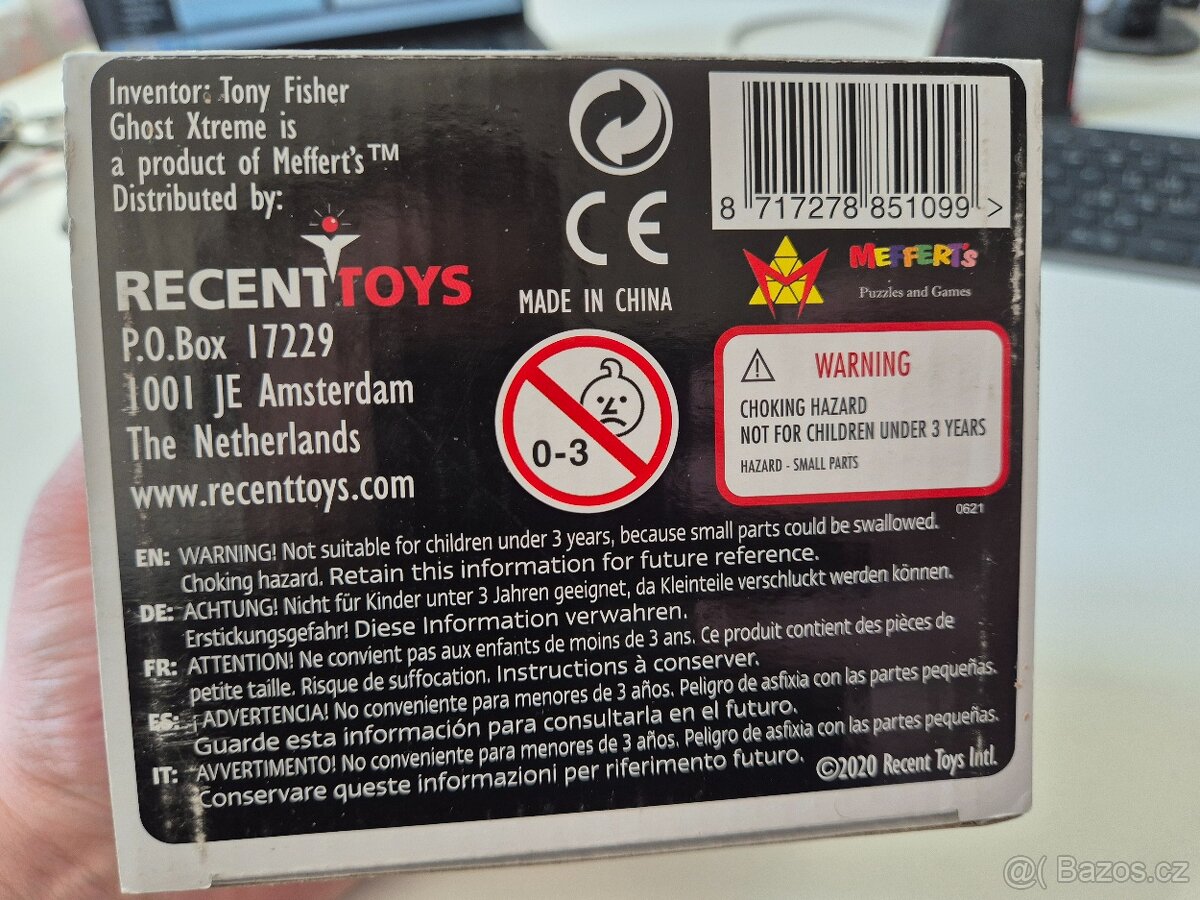 Inventor: Tony Fisher
Ghost Xtreme is
a product of Meffert's™
Distributed by:
RECENTTOYS
P.O.Box 17229
1001 JE Amsterdam
The Netherlands
www.recenttoys.com
CE
MADE IN CHINA
0-3
8 717278 851099 >
MEFFERT'S
Puzzles and Games
WARNING
CHOKING HAZARD
NOT FOR CHILDREN UNDER 3 YEARS
HAZARD - SMALL PARTS
0621
EN: WARNING! Not suitable for children under 3 years, because small parts could be swallowed.
Choking hazard. Retain this information for future reference.
DE: ACHTUNG! Nicht für Kinder unter 3 Jahren geeignet, da Kleinteile verschluckt werden können.
Erstickungsgefahr! Diese Information verwahren.
FR: ATTENTION! Ne convient pas aux enfants de moins de 3 ans. Ce produit contient des pièces de
petite taille. Risque de suffocation. Instructions à conserver.
ES: ¡ADVERTENCIA! No conveniente para menores de 3 años. Peligro de asfixia con las partes pequeñas.
Guarde esta información para consultarla en el futuro.
IT: "AVVERTIMENTO! No conveniente para menores de 3 años. Peligro de asfixia con las partes pequeñas.
Conservare queste informazioni per riferimento futuro.
©2020 Recent Toys Intl.
@( Bazos.cz